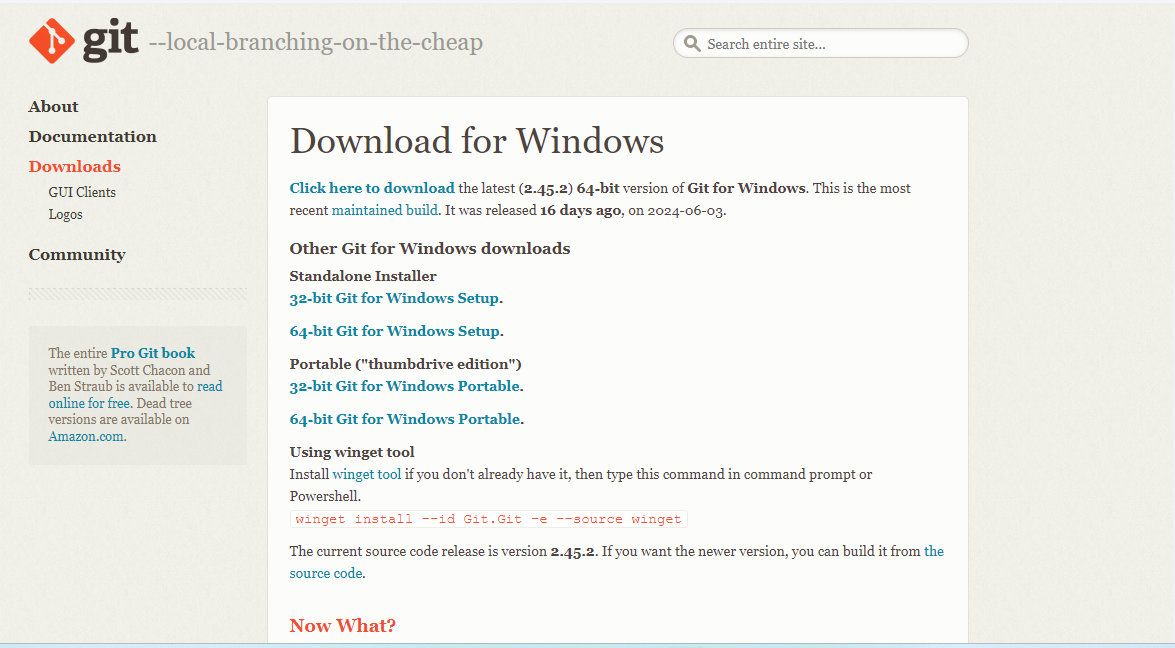 git --local-branching-on-the-cheap
Search entire site...
About
Documentation
Downloads
GUI Clients
Logos
Community
The entire Pro Git book
written by Scott Chacon and
Ben Straub is available to read
online for free. Dead tree
versions are available on
Amazon.com.
Download for Windows
Click here to download the latest (2.45.2) 64-bit version of Git for Windows. This is the most
recent maintained build. It was released 16 days ago, on 2024-06-03.
Other Git for Windows downloads
Standalone Installer
32-bit Git for Windows Setup.
64-bit Git for Windows Setup.
Portable ("thumbdrive edition")
32-bit Git for Windows Portable.
64-bit Git for Windows Portable.
Using winget tool
Install winget tool if you don't already have it, then type this command in command prompt or
Powershell.
winget install --id Git.Git -e --source winget
The current source code release is version 2.45.2. If you want the newer version, you can build it from the
source code.
Now What?